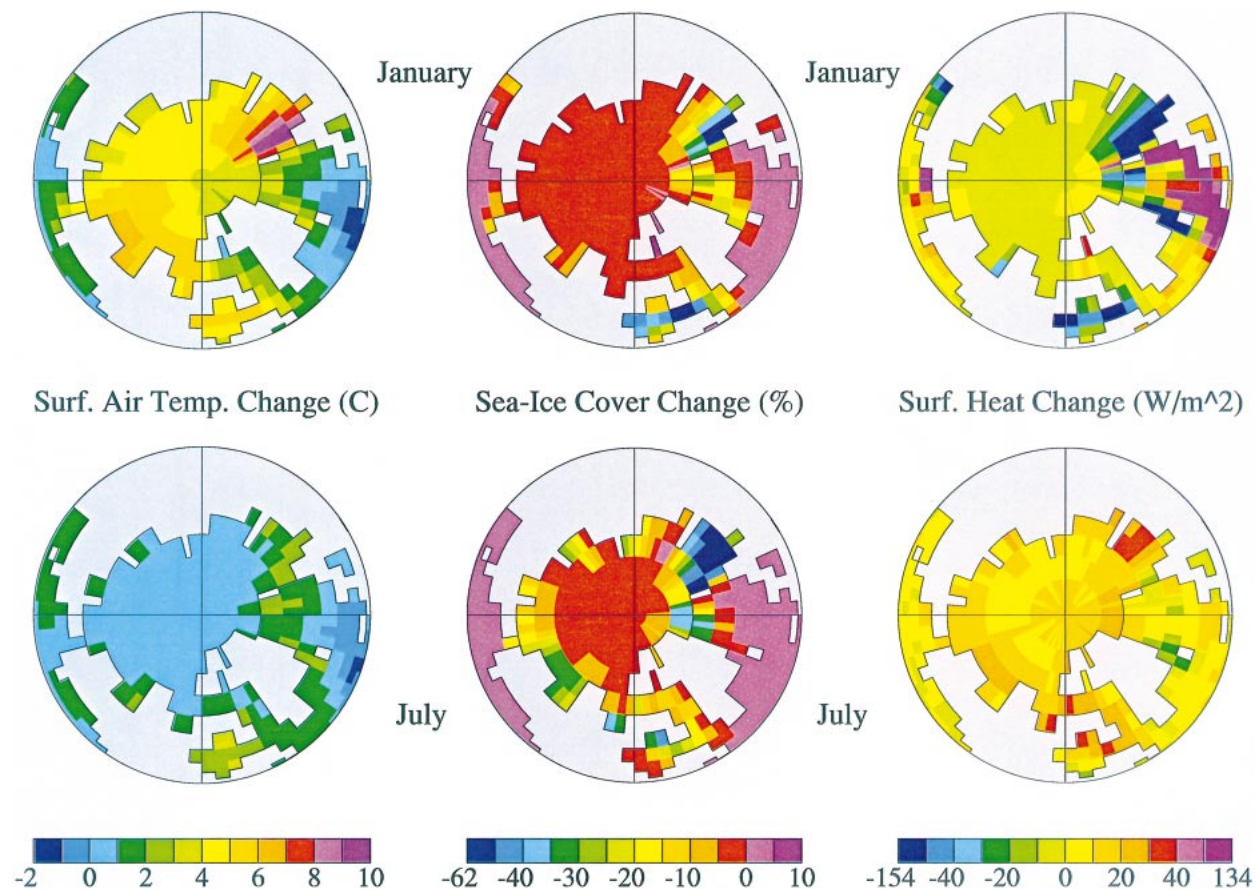 January
January
Surf. Air Temp. Change (C)
Sea-Ice Cover Change (%)
Surf. Heat Change (W/m^2)
July
July
-2 0 2 4 6 8 10
-62 -40 -30 -20 -10 0 10
-154 -40 -20 0 20 40 134